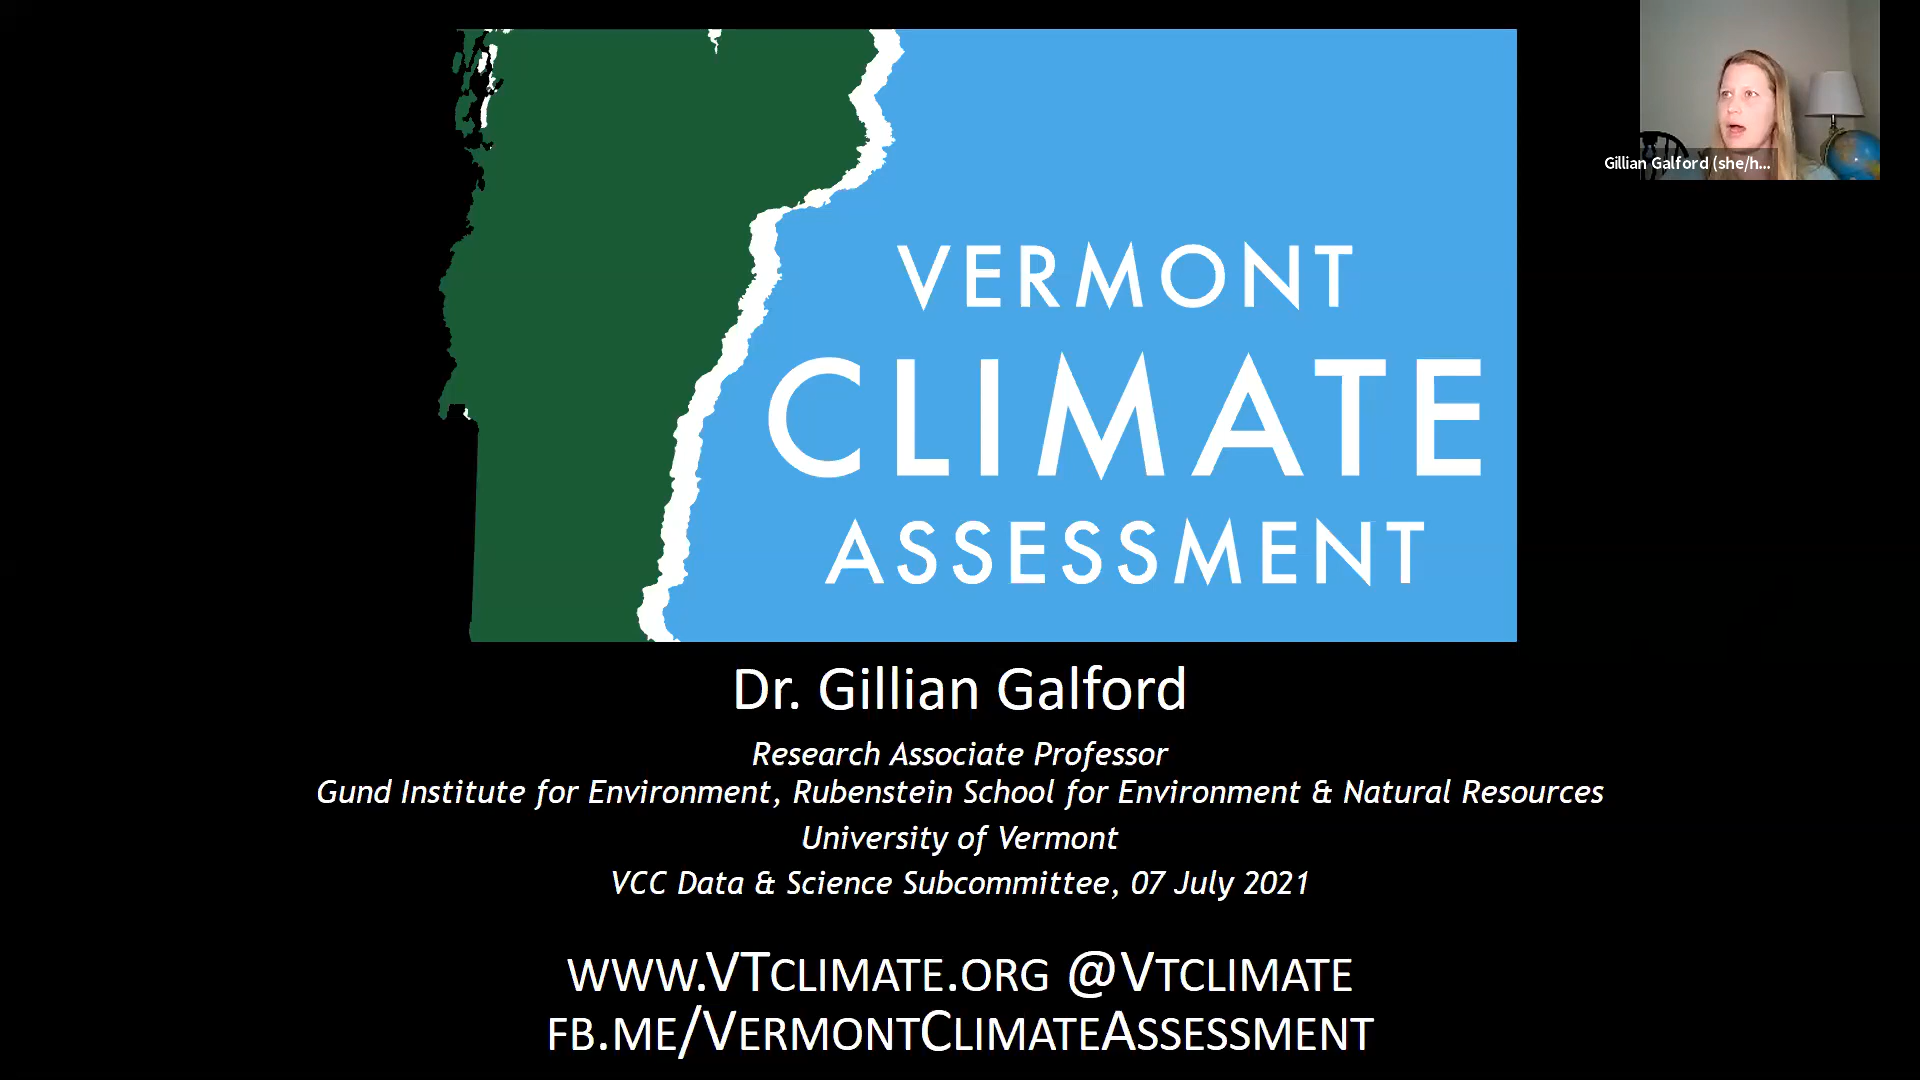 Gillian Galford (she/h...
VERMONT
CLIMATE
ASSESSMENT
Dr. Gillian Galford
Research Associate Professor
Gund Institute for Environment, Rubenstein School for Environment & Natural Resources
University of Vermont
VCC Data & Science Subcommittee, 07 July 2021
WWW.VTCLIMATE.ORG @VTCLIMATE
FB.ME/VERMONTCLIMATEASSESSMENT